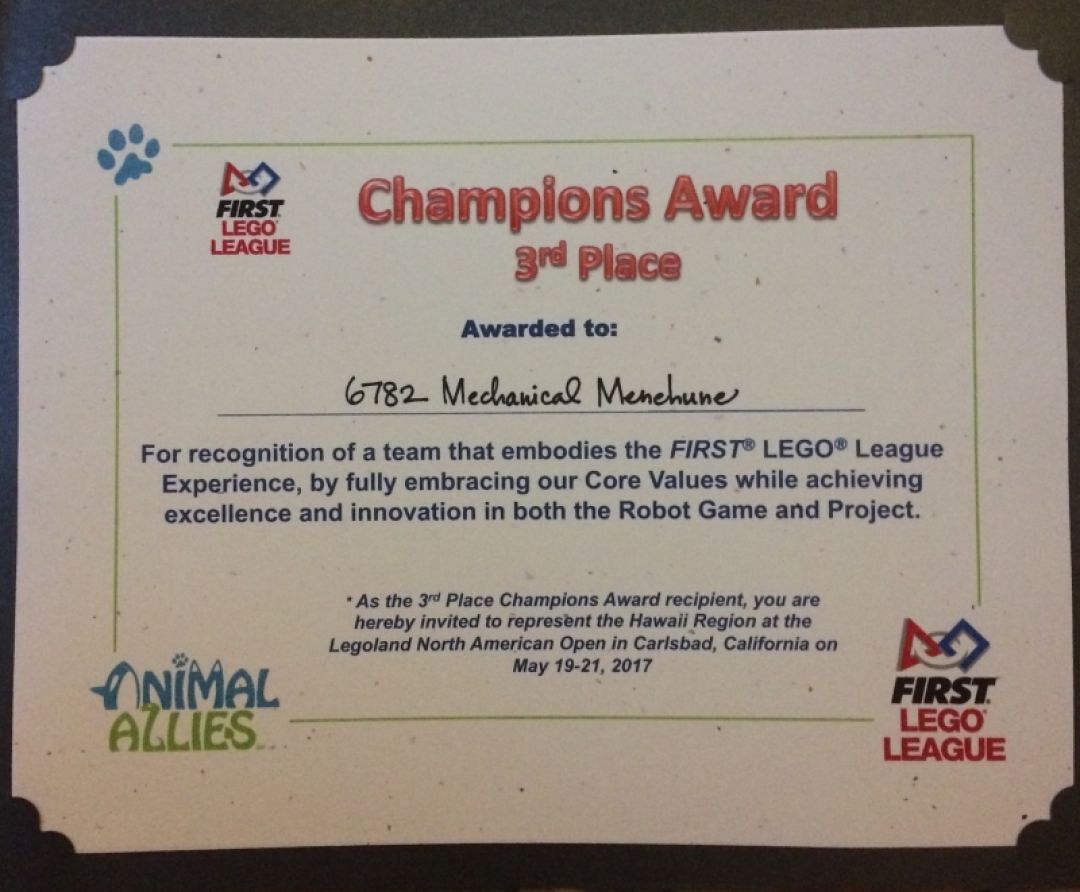 FIRST
LEGO
LEAGUE
Champions Award
3rd Place
Awarded to:
6782 Mechanical Menehune
For recognition of a team that embodies the FIRST® LEGO® League
Experience, by fully embracing our Core Values while achieving
excellence and innovation in both the Robot Game and Project.
* As the 3rd Place Champions Award recipient, you are
hereby invited to represent the Hawaii Region at the
Legoland North American Open in Carlsbad, California on
May 19-21, 2017
ANIMAL
ALLIES
FIRST
LEGO
LEAGUE